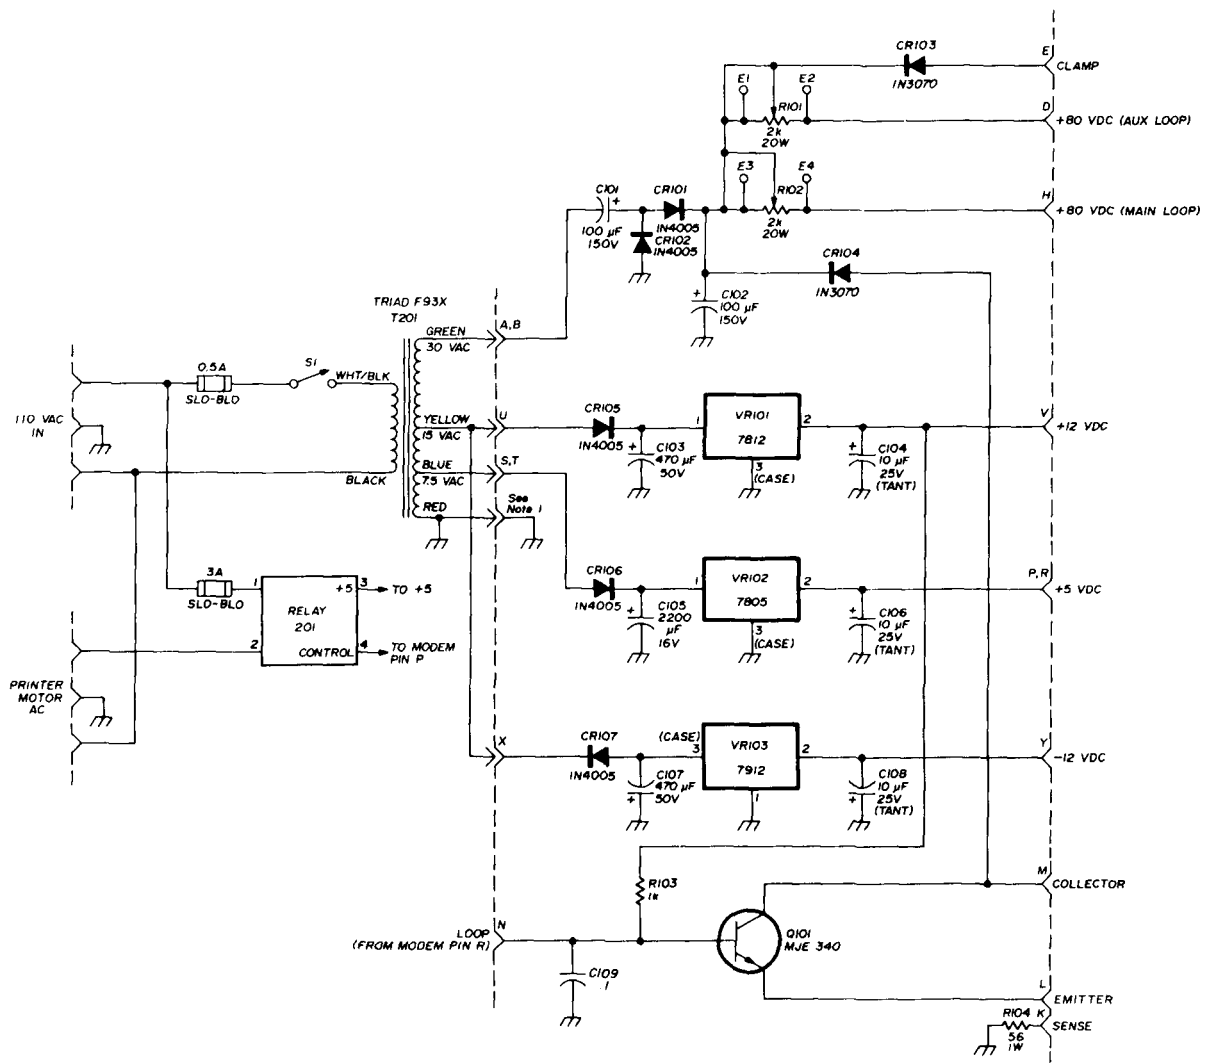 CR103
1N3070
E
CLAMP
E1
E2
R101
2k
20W
D
+80 VDC (AUX LOOP)
E3
E4
R102
2k
20W
H
+80 VDC (MAIN LOOP)
C101
+
100 µF
150V
CR101
1N4005
CR102
1N4005
CR104
1N3070
+
C102
100 µF
150V
TRIAD F93X
T201
GREEN
30 VAC
A,B
0.5A
SLO-BLO
S1
WHT/BLK
110 VAC
IN
BLACK
YELLOW
15 VAC
U
BLUE
7.5 VAC
S,T
RED
See
Note 1
CR105
1N4005
+
C103
470 µF
50V
1
VR101
7812
2
3
(CASE)
+
C104
10 µF
25V
(TANT)
V
+12 VDC
3A
SLO-BLO
1
+5
3
TO +5
RELAY
201
2
CONTROL
4
TO MODEM
PIN P
PRINTER
MOTOR
AC
CR106
1N4005
+
C105
2200
µF
16V
1
VR102
7805
2
3
(CASE)
+
C106
10 µF
25V
(TANT)
P,R
+5 VDC
X
CR107
1N4005
C107
470 µF
50V
+
(CASE)
3
VR103
7912
2
1
C108
10 µF
25V
(TANT)
+
Y
-12 VDC
R103
1k
M
COLLECTOR
LOOP
(FROM MODEM PIN R)
N
C109
.1
Q101
MJE 340
L
EMITTER
R104
56
1W
K
SENSE